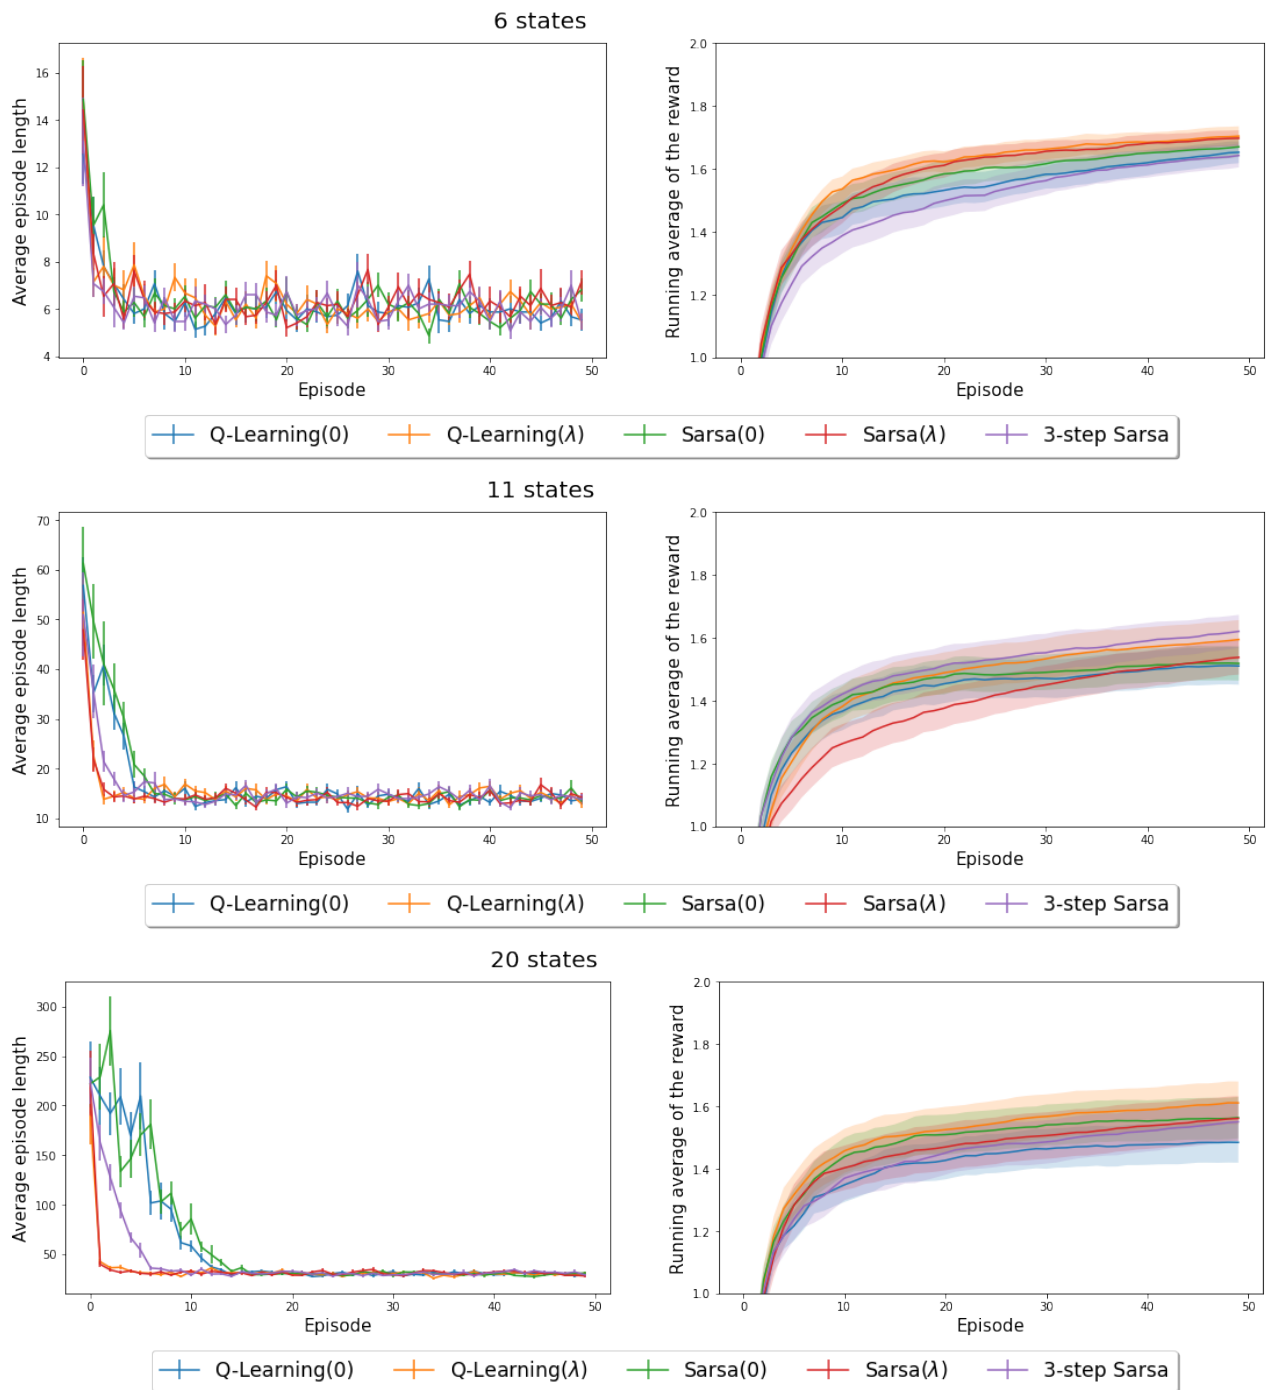 6 states
Average episode length
16
14
12
10
8
6
4
0 10 20 30 40 50
Episode
Running average of the reward
2.0
1.8
1.6
1.4
1.2
1.0
0 10 20 30 40 50
Episode
Q-Learning(0) Q-Learning(λ) Sarsa(0) Sarsa(λ) 3-step Sarsa
11 states
Average episode length
70
60
50
40
30
20
10
0 10 20 30 40 50
Episode
Running average of the reward
2.0
1.8
1.6
1.4
1.2
1.0
0 10 20 30 40 50
Episode
Q-Learning(0) Q-Learning(λ) Sarsa(0) Sarsa(λ) 3-step Sarsa
20 states
Average episode length
300
250
200
150
100
50
0 10 20 30 40 50
Episode
Running average of the reward
2.0
1.8
1.6
1.4
1.2
1.0
0 10 20 30 40 50
Episode
Q-Learning(0) Q-Learning(λ) Sarsa(0) Sarsa(λ) 3-step Sarsa